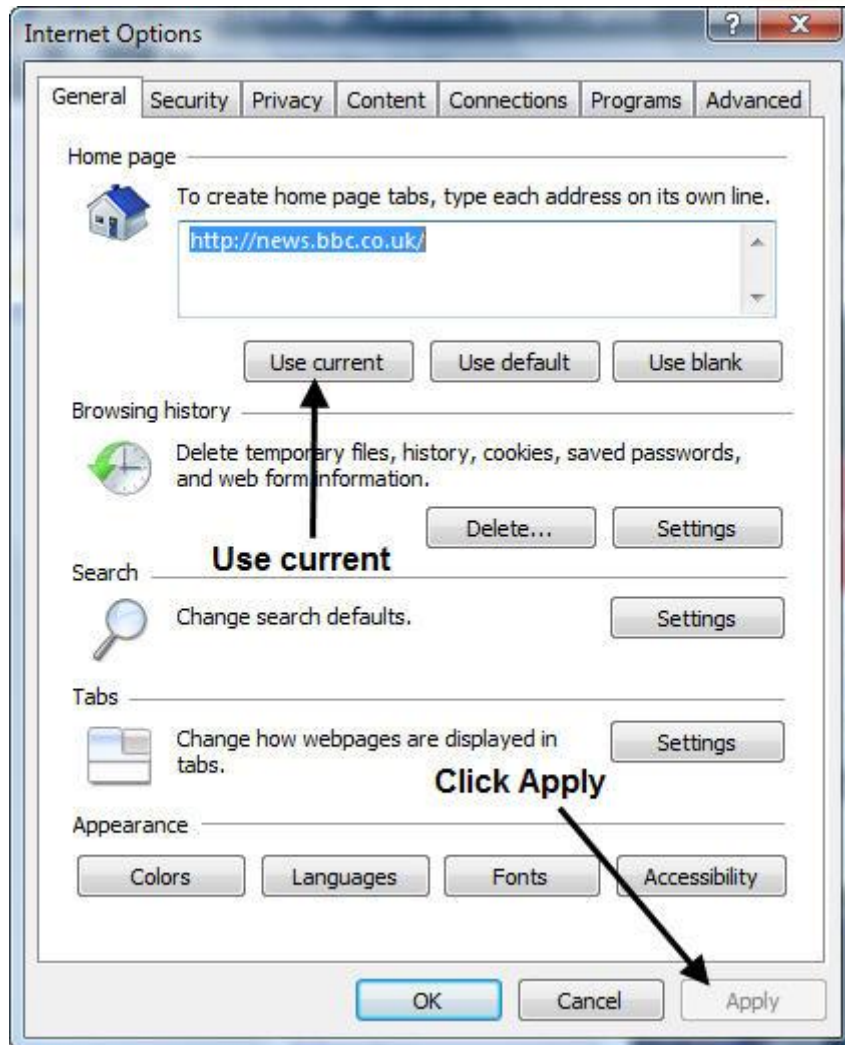 Internet Options
? X
General Security Privacy Content Connections Programs Advanced
Home page
To create home page tabs, type each address on its own line.
http://news.bbc.co.uk/
Use current Use default Use blank
Browsing history
Delete temporary files, history, cookies, saved passwords,
and web form information.
Delete... Settings
Use current
Search
Change search defaults.
Settings
Tabs
Change how webpages are displayed in
tabs.
Settings
Click Apply
Appearance
Colors Languages Fonts Accessibility
OK Cancel Apply